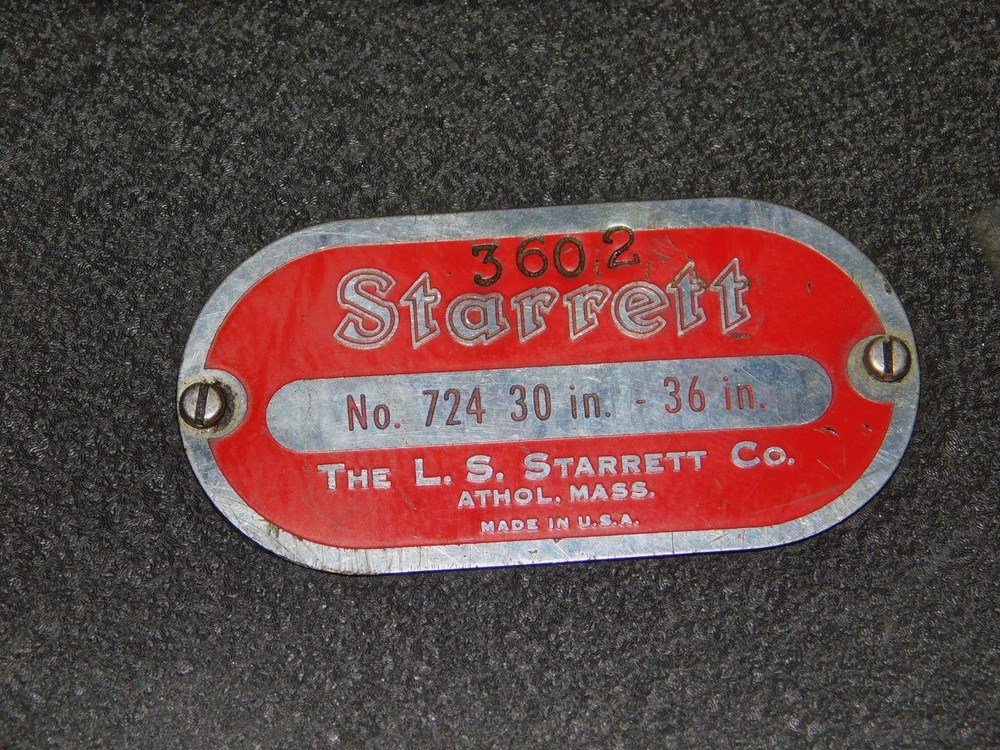 3602
Starrett
No. 724 30 in. - 36 in.
THE L. S. STARRETT CO.
ATHOL, MASS.
MADE IN U.S.A.